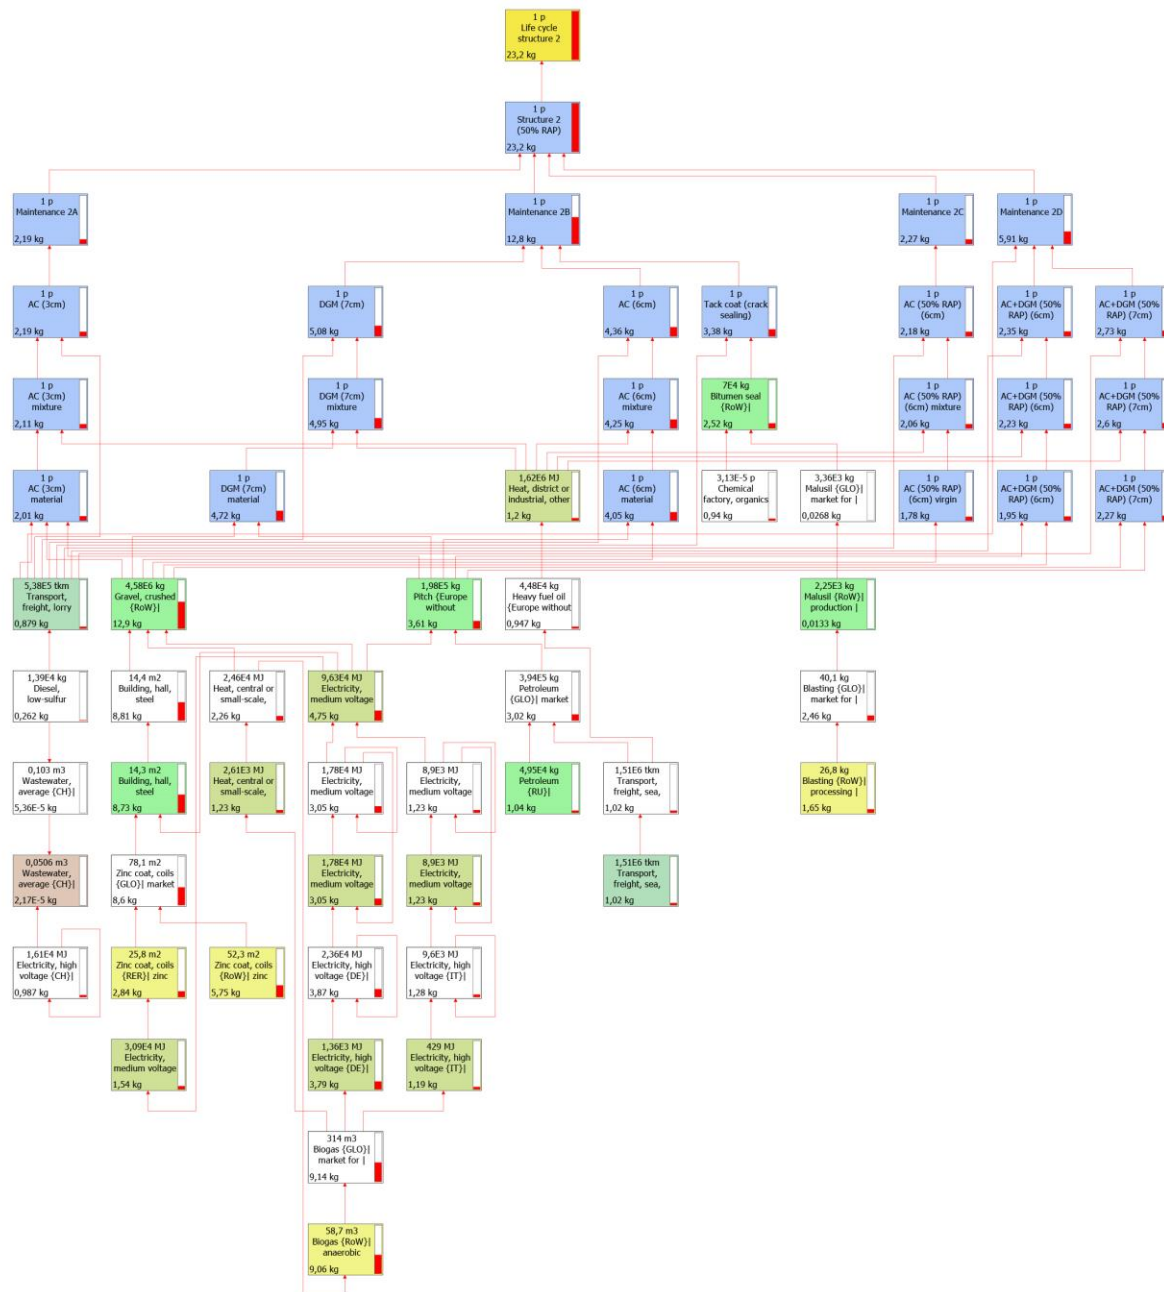 1 p
Life cycle
structure 2
23,2 kg
1 p
Structure 2
(50% RAP)
23,2 kg
1 p
Maintenance 2A
2,19 kg
1 p
Maintenance 2B
12,8 kg
1 p
Maintenance 2C
2,27 kg
1 p
Maintenance 2D
5,91 kg
1 p
AC (3cm)
2,19 kg
1 p
DGM (7cm)
5,08 kg
1 p
AC (6cm)
4,36 kg
1 p
Tack coat (crack
sealing)
3,38 kg
1 p
AC (50% RAP)
(6cm)
2,18 kg
1 p
AC+DGM (50%
RAP) (6cm)
2,35 kg
1 p
AC+DGM (50%
RAP) (7cm)
2,73 kg
1 p
AC (3cm)
mixture
2,11 kg
1 p
DGM (7cm)
mixture
4,95 kg
1 p
AC (6cm)
mixture
4,25 kg
7E4 kg
Bitumen seal
{RoW}|
2,52 kg
1 p
AC (50% RAP)
(6cm) mixture
2,06 kg
1 p
AC+DGM (50%
RAP) (6cm)
2,23 kg
1 p
AC+DGM (50%
RAP) (7cm)
2,6 kg
1 p
AC (3cm)
material
2,01 kg
1 p
DGM (7cm)
material
4,72 kg
1,62E6 MJ
Heat, district or
industrial, other
1,2 kg
1 p
AC (6cm)
material
4,05 kg
3,13E-5 p
Chemical
factory, organics
0,94 kg
3,36E3 kg
Malusil {GLO}|
market for |
0,0268 kg
1 p
AC (50% RAP)
(6cm) virgin
1,78 kg
1 p
AC+DGM (50%
RAP) (6cm)
1,95 kg
1 p
AC+DGM (50%
RAP) (7cm)
2,27 kg
5,38E5 tkm
Transport,
freight, lorry
0,879 kg
4,58E6 kg
Gravel, crushed
{RoW}|
12,9 kg
1,98E5 kg
Pitch {Europe
without
3,61 kg
4,48E4 kg
Heavy fuel oil
{Europe without
0,947 kg
2,25E3 kg
Malusil {RoW}|
production |
0,0133 kg
1,39E4 kg
Diesel,
low-sulfur
0,262 kg
14,4 m2
Building, hall,
steel
8,81 kg
2,46E4 MJ
Heat, central or
small-scale,
2,26 kg
9,63E4 MJ
Electricity,
medium voltage
4,75 kg
3,94E5 kg
Petroleum
{GLO}| market
3,02 kg
40,1 kg
Blasting {GLO}|
market for |
2,46 kg
0,103 m3
Wastewater,
average {CH}|
5,36E-5 kg
14,3 m2
Building, hall,
steel
8,73 kg
2,61E3 MJ
Heat, central or
small-scale,
1,23 kg
1,78E4 MJ
Electricity,
medium voltage
3,05 kg
8,9E3 MJ
Electricity,
medium voltage
1,23 kg
4,95E4 kg
Petroleum
{RU}|
1,04 kg
1,51E6 tkm
Transport,
freight, sea,
1,02 kg
26,8 kg
Blasting {RoW}|
processing |
1,65 kg
0,0506 m3
Wastewater,
average {CH}|
2,17E-5 kg
78,1 m2
Zinc coat, coils
{GLO}| market
8,6 kg
1,78E4 MJ
Electricity,
medium voltage
3,05 kg
8,9E3 MJ
Electricity,
medium voltage
1,23 kg
1,51E6 tkm
Transport,
freight, sea,
1,02 kg
1,61E4 MJ
Electricity, high
voltage {CH}|
0,987 kg
25,8 m2
Zinc coat, coils
{RER}| zinc
2,84 kg
52,3 m2
Zinc coat, coils
{RoW}| zinc
5,75 kg
2,36E4 MJ
Electricity, high
voltage {DE}|
3,87 kg
9,6E3 MJ
Electricity, high
voltage {IT}|
1,28 kg
3,09E4 MJ
Electricity,
medium voltage
1,54 kg
1,36E3 MJ
Electricity, high
voltage {DE}|
3,79 kg
429 MJ
Electricity, high
voltage {IT}|
1,19 kg
314 m3
Biogas {GLO}|
market for |
9,14 kg
58,7 m3
Biogas {RoW}|
anaerobic
9,06 kg